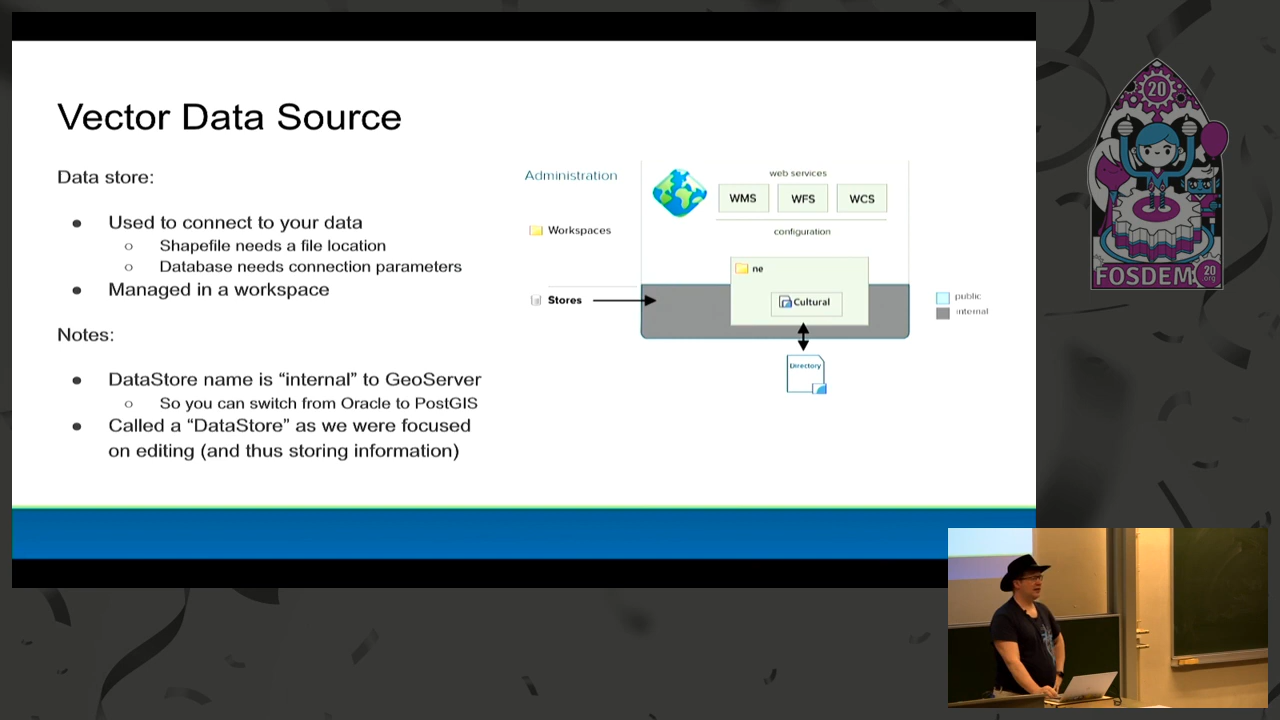 Vector Data Source
Data store:
● Used to connect to your data
○ Shapefile needs a file location
○ Database needs connection parameters
● Managed in a workspace
Notes:
● DataStore name is “internal” to GeoServer
○ So you can switch from Oracle to PostGIS
● Called a “DataStore” as we were focused
on editing (and thus storing information)
Administration
Workspaces
Stores
web services
WMS WFS WCS
configuration
ne
Cultural
Directory
public
internal
20
FOSDEM 20
.org